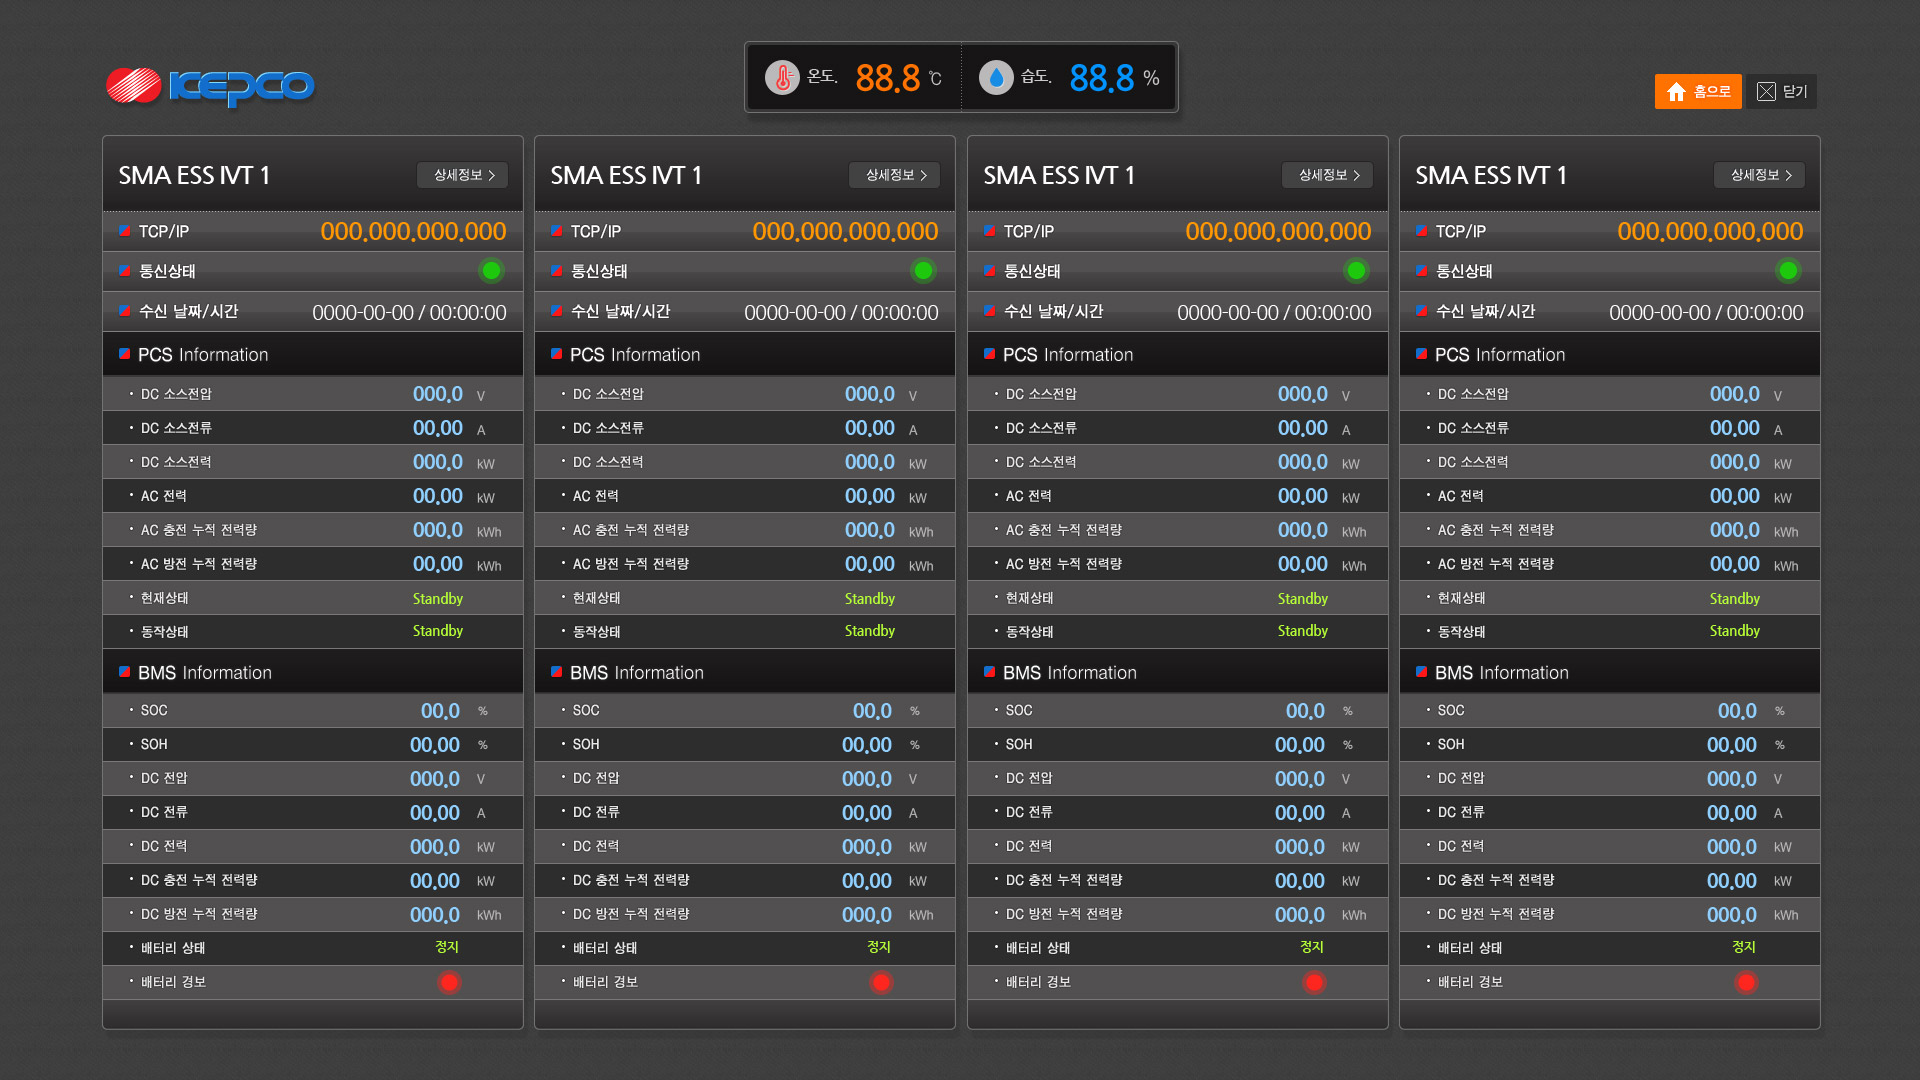 KEPCO
온도. 88.8 ℃
습도. 88.8 %
홈으로
닫기
SMA ESS IVT 1 상세정보 >
TCP/IP 000.000.000.000
통신상태
수신 날짜/시간 0000-00-00 / 00:00:00
PCS Information
· DC 소스전압 000.0 V
· DC 소스전류 00.00 A
· DC 소스전력 000.0 kW
· AC 전력 00.00 kW
· AC 충전 누적 전력량 000.0 kWh
· AC 방전 누적 전력량 00.00 kWh
· 현재상태 Standby
· 동작상태 Standby
BMS Information
· SOC 00.0 %
· SOH 00.00 %
· DC 전압 000.0 V
· DC 전류 00.00 A
· DC 전력 000.0 kW
· DC 충전 누적 전력량 00.00 kW
· DC 방전 누적 전력량 000.0 kWh
· 배터리 상태 정지
· 배터리 경보
SMA ESS IVT 1 상세정보 >
TCP/IP 000.000.000.000
통신상태
수신 날짜/시간 0000-00-00 / 00:00:00
PCS Information
· DC 소스전압 000.0 V
· DC 소스전류 00.00 A
· DC 소스전력 000.0 kW
· AC 전력 00.00 kW
· AC 충전 누적 전력량 000.0 kWh
· AC 방전 누적 전력량 00.00 kWh
· 현재상태 Standby
· 동작상태 Standby
BMS Information
· SOC 00.0 %
· SOH 00.00 %
· DC 전압 000.0 V
· DC 전류 00.00 A
· DC 전력 000.0 kW
· DC 충전 누적 전력량 00.00 kW
· DC 방전 누적 전력량 000.0 kWh
· 배터리 상태 정지
· 배터리 경보
SMA ESS IVT 1 상세정보 >
TCP/IP 000.000.000.000
통신상태
수신 날짜/시간 0000-00-00 / 00:00:00
PCS Information
· DC 소스전압 000.0 V
· DC 소스전류 00.00 A
· DC 소스전력 000.0 kW
· AC 전력 00.00 kW
· AC 충전 누적 전력량 000.0 kWh
· AC 방전 누적 전력량 00.00 kWh
· 현재상태 Standby
· 동작상태 Standby
BMS Information
· SOC 00.0 %
· SOH 00.00 %
· DC 전압 000.0 V
· DC 전류 00.00 A
· DC 전력 000.0 kW
· DC 충전 누적 전력량 00.00 kW
· DC 방전 누적 전력량 000.0 kWh
· 배터리 상태 정지
· 배터리 경보
SMA ESS IVT 1 상세정보 >
TCP/IP 000.000.000.000
통신상태
수신 날짜/시간 0000-00-00 / 00:00:00
PCS Information
· DC 소스전압 000.0 V
· DC 소스전류 00.00 A
· DC 소스전력 000.0 kW
· AC 전력 00.00 kW
· AC 충전 누적 전력량 000.0 kWh
· AC 방전 누적 전력량 00.00 kWh
· 현재상태 Standby
· 동작상태 Standby
BMS Information
· SOC 00.0 %
· SOH 00.00 %
· DC 전압 000.0 V
· DC 전류 00.00 A
· DC 전력 000.0 kW
· DC 충전 누적 전력량 00.00 kW
· DC 방전 누적 전력량 000.0 kWh
· 배터리 상태 정지
· 배터리 경보